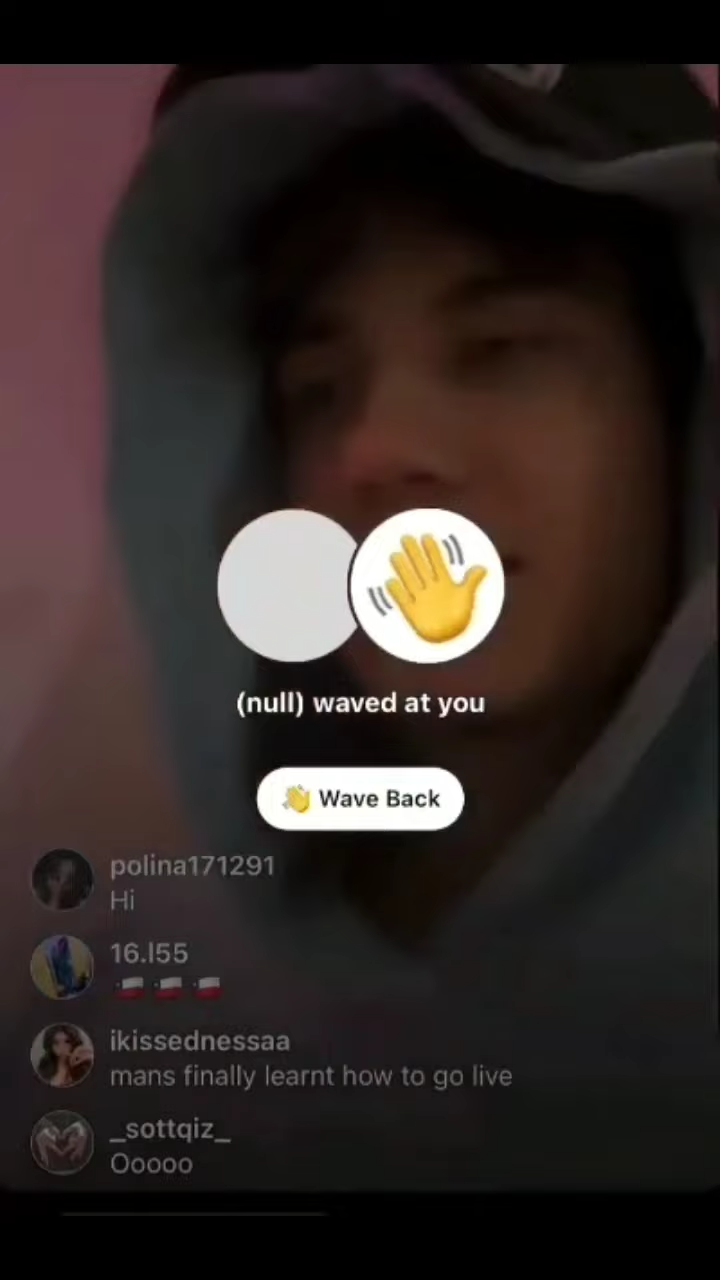 (null) waved at you
👋 Wave Back
polina171291
Hi
16.l55
🇨🇱 🇨🇱 🇨🇱
ikissednessaa
mans finally learnt how to go live
_sottqiz_
Ooooo